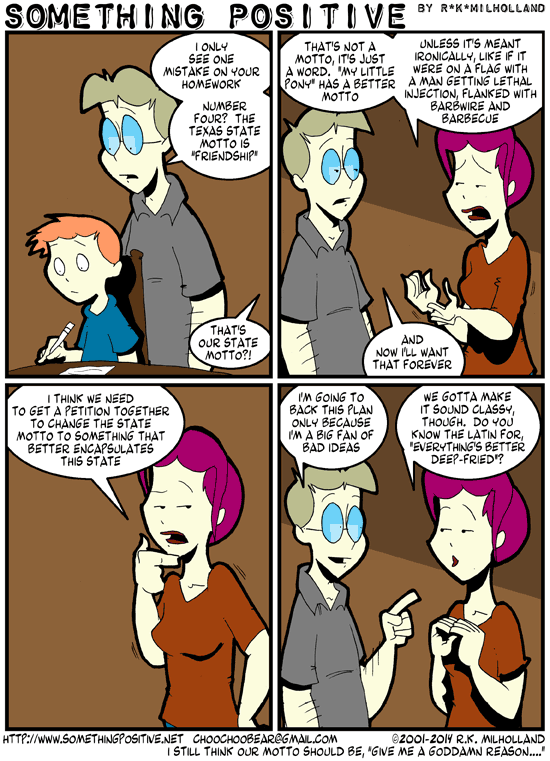 SOMETHING POSITIVE BY R*K*MILHOLLAND
I ONLY
SEE ONE
MISTAKE ON YOUR
HOMEWORK
NUMBER
FOUR? THE
TEXAS STATE
MOTTO IS
"FRIENDSHIP"
THAT'S
OUR STATE
MOTTO?!
THAT'S NOT A
MOTTO, IT'S JUST
A WORD. "MY LITTLE
PONY" HAS A BETTER
MOTTO
UNLESS IT'S MEANT
IRONICALLY, LIKE IF IT
WERE ON A FLAG WITH
A MAN GETTING LETHAL
INJECTION, FLANKED WITH
BARBWIRE AND
BARBECUE
AND
NOW I'LL WANT
THAT FOREVER
I THINK WE NEED
TO GET A PETITION TOGETHER
TO CHANGE THE STATE
MOTTO TO SOMETHING THAT
BETTER ENCAPSULATES
THIS STATE
I'M GOING TO
BACK THIS PLAN
ONLY BECAUSE
I'M A BIG FAN OF
BAD IDEAS
WE GOTTA MAKE
IT SOUND CLASSY,
THOUGH. DO YOU
KNOW THE LATIN FOR,
"EVERYTHING'S BETTER
DEEP-FRIED"?
HTTP://WWW.SOMETHINGPOSITIVE.NET CHOOCHOOBEAR@GMAIL.COM ©2001-2014 R.K. MILHOLLAND
I STILL THINK OUR MOTTO SHOULD BE, "GIVE ME A GODDAMN REASON...."